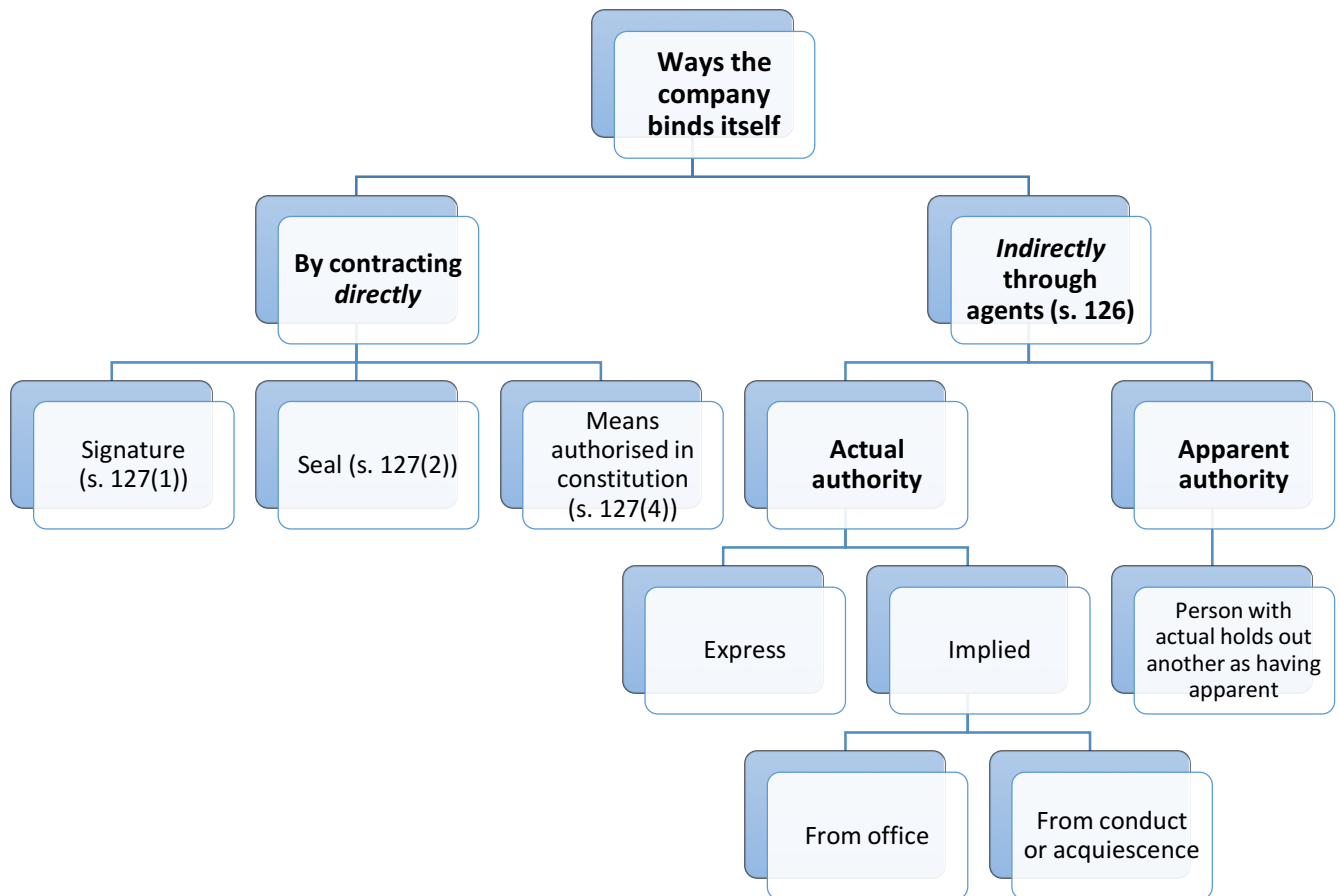 Ways the
company
binds itself
By contracting
directly
Indirectly
through
agents (s. 126)
Signature
(s. 127(1))
Seal (s. 127(2))
Means
authorised in
constitution
(s. 127(4))
Actual
authority
Apparent
authority
Express
Implied
Person with
actual holds out
another as having
apparent
From office
From conduct
or acquiescence